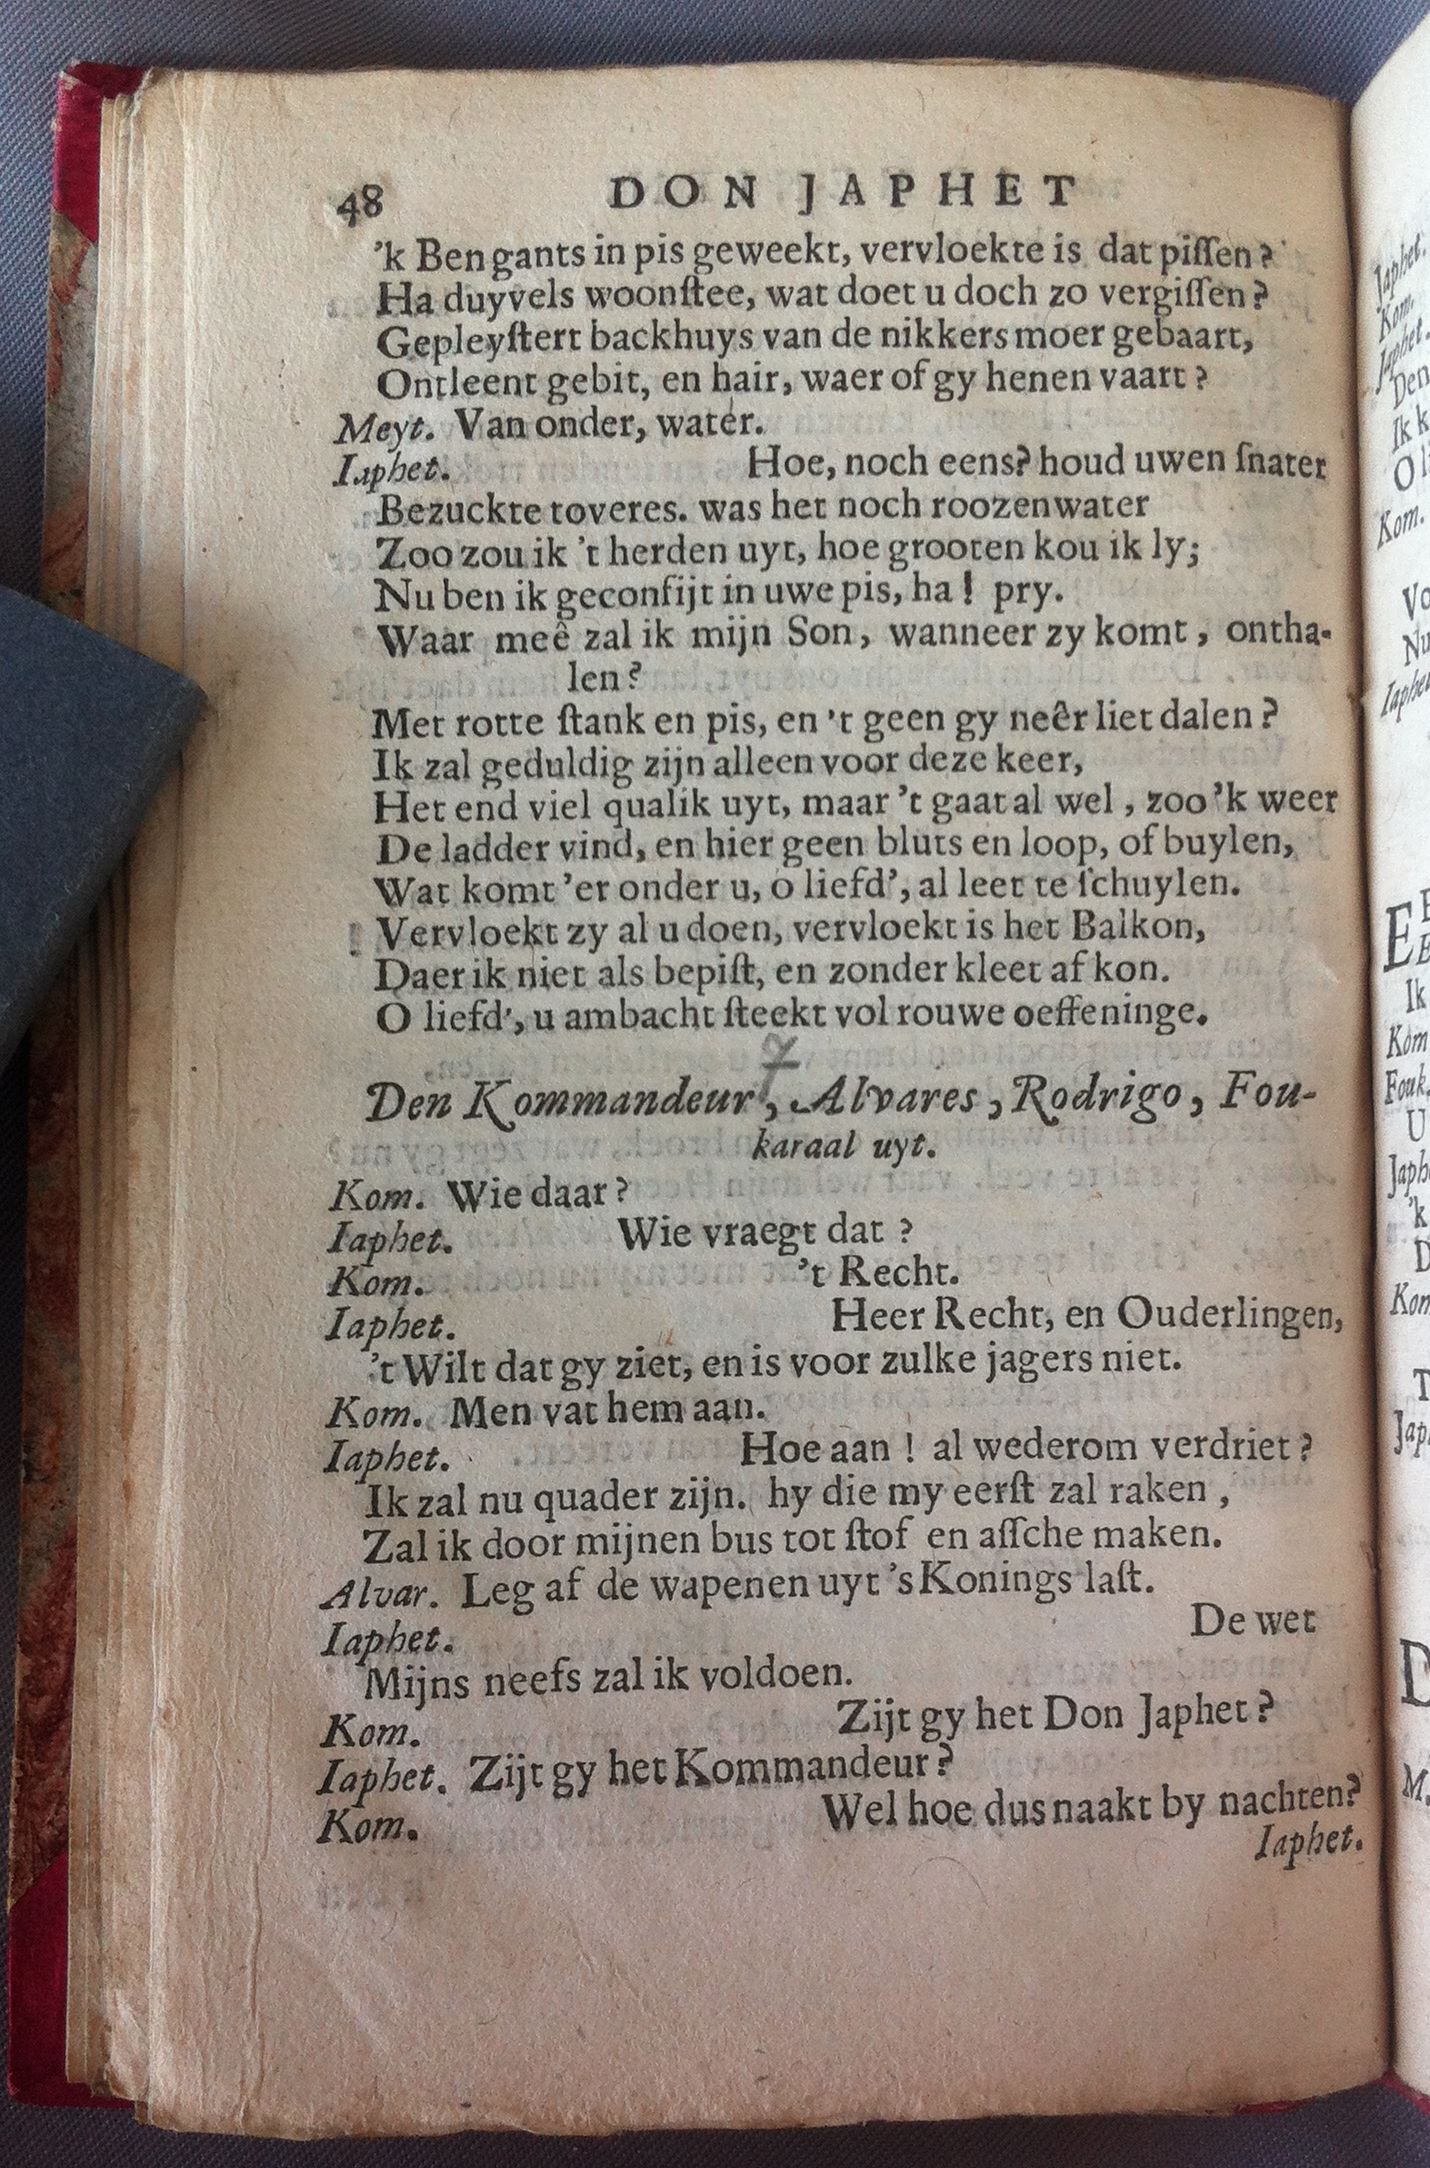 48 DON JAPHET
'k Ben gants in pis geweekt, vervloekte is dat piſſen?
Ha duyvels woonſtee, wat doet u doch zo vergiſſen?
Gepleyſtert backhuys van de nikkers moer gebaart,
Ontleent gebit, en hair, waer of gy henen vaart?
Meyt. Van onder, water.
Iaphet. Hoe, noch eens? houd uwen ſnater
Bezuckte toveres. was het noch roozenwater
Zoo zou ik 't herden uyt, hoe grooten kou ik ly;
Nu ben ik geconfijt in uwe pis, ha! pry.
Waar meê zal ik mijn Son, wanneer zy komt, ontha-
len?
Met rotte ſtank en pis, en 't geen gy neêr liet dalen?
Ik zal geduldig zijn alleen voor deze keer,
Het end viel qualik uyt, maar 't gaat al wel, zoo 'k weer
De ladder vind, en hier geen bluts en loop, of buylen,
Wat komt 'er onder u, o liefd', al leet te ſchuylen.
Vervloekt zy al u doen, vervloekt is het Balkon,
Daer ik niet als bepiſt, en zonder kleet af kon.
O liefd', u ambacht ſteekt vol rouwe oeffeninge.
Den Kommandeur, Alvares, Rodrigo, Fou-
karaal uyt.
Kom. Wie daar?
Iaphet. Wie vraegt dat?
Kom. 't Recht.
Iaphet. Heer Recht, en Ouderlingen,
't Wilt dat gy ziet, en is voor zulke jagers niet.
Kom. Men vat hem aan.
Iaphet. Hoe aan! al wederom verdriet?
Ik zal nu quader zijn. hy die my eerſt zal raken,
Zal ik door mijnen bus tot ſtof en aſſche maken.
Alvar. Leg af de wapenen uyt 's Konings laſt.
Iaphet. De wet
Mijns neefs zal ik voldoen.
Kom. Zijt gy het Don Japhet?
Iaphet. Zijt gy het Kommandeur?
Kom. Wel hoe dus naakt by nachten?
Iaphet.